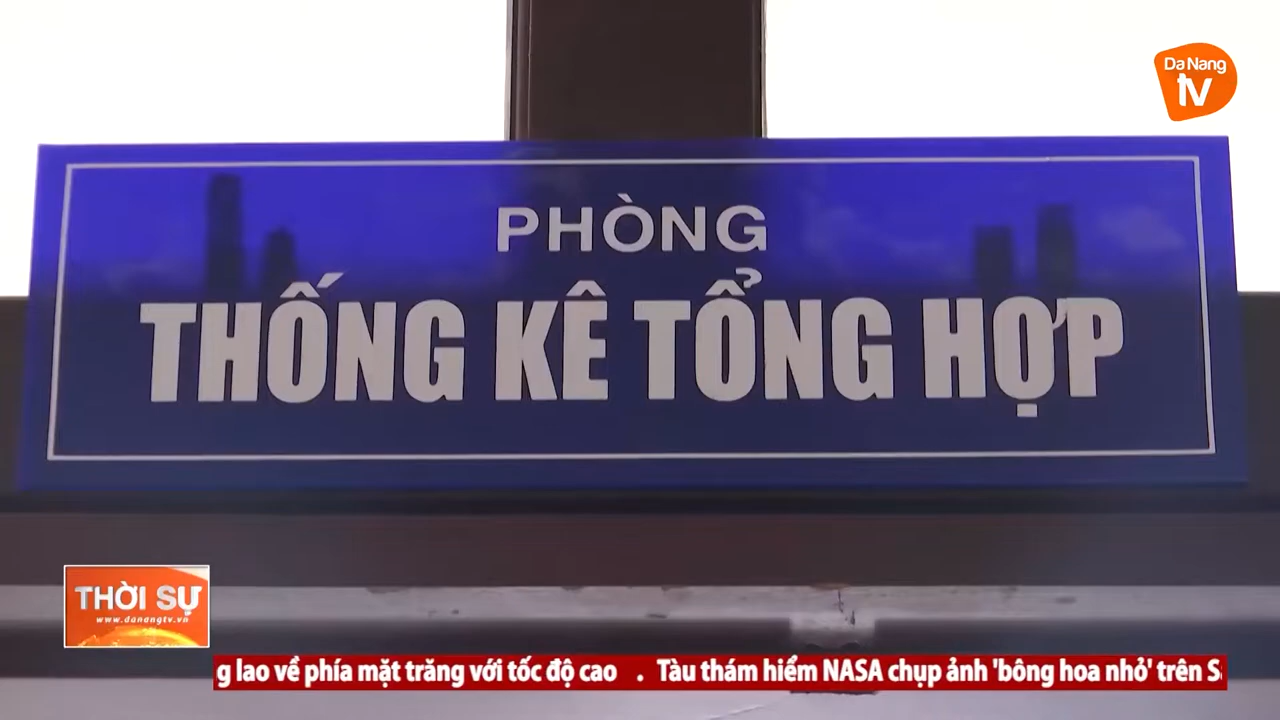 Da Nang
tv
PHÒNG
THỐNG KÊ TỔNG HỢP
THỜI SỰ
www.danangtv.vn
lao về phía mặt trăng với tốc độ cao . Tàu thám hiểm NASA chụp ảnh 'bông hoa nhỏ' trên